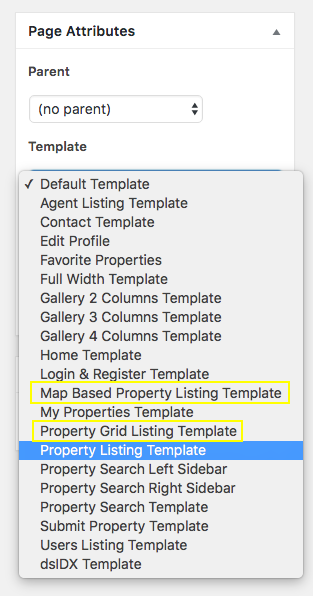 Page Attributes
Parent
(no parent)
Template
Default Template
Agent Listing Template
Contact Template
Edit Profile
Favorite Properties
Full Width Template
Gallery 2 Columns Template
Gallery 3 Columns Template
Gallery 4 Columns Template
Home Template
Login & Register Template
Map Based Property Listing Template
My Properties Template
Property Grid Listing Template
Property Listing Template
Property Search Left Sidebar
Property Search Right Sidebar
Property Search Template
Submit Property Template
Users Listing Template
dsIDX Template